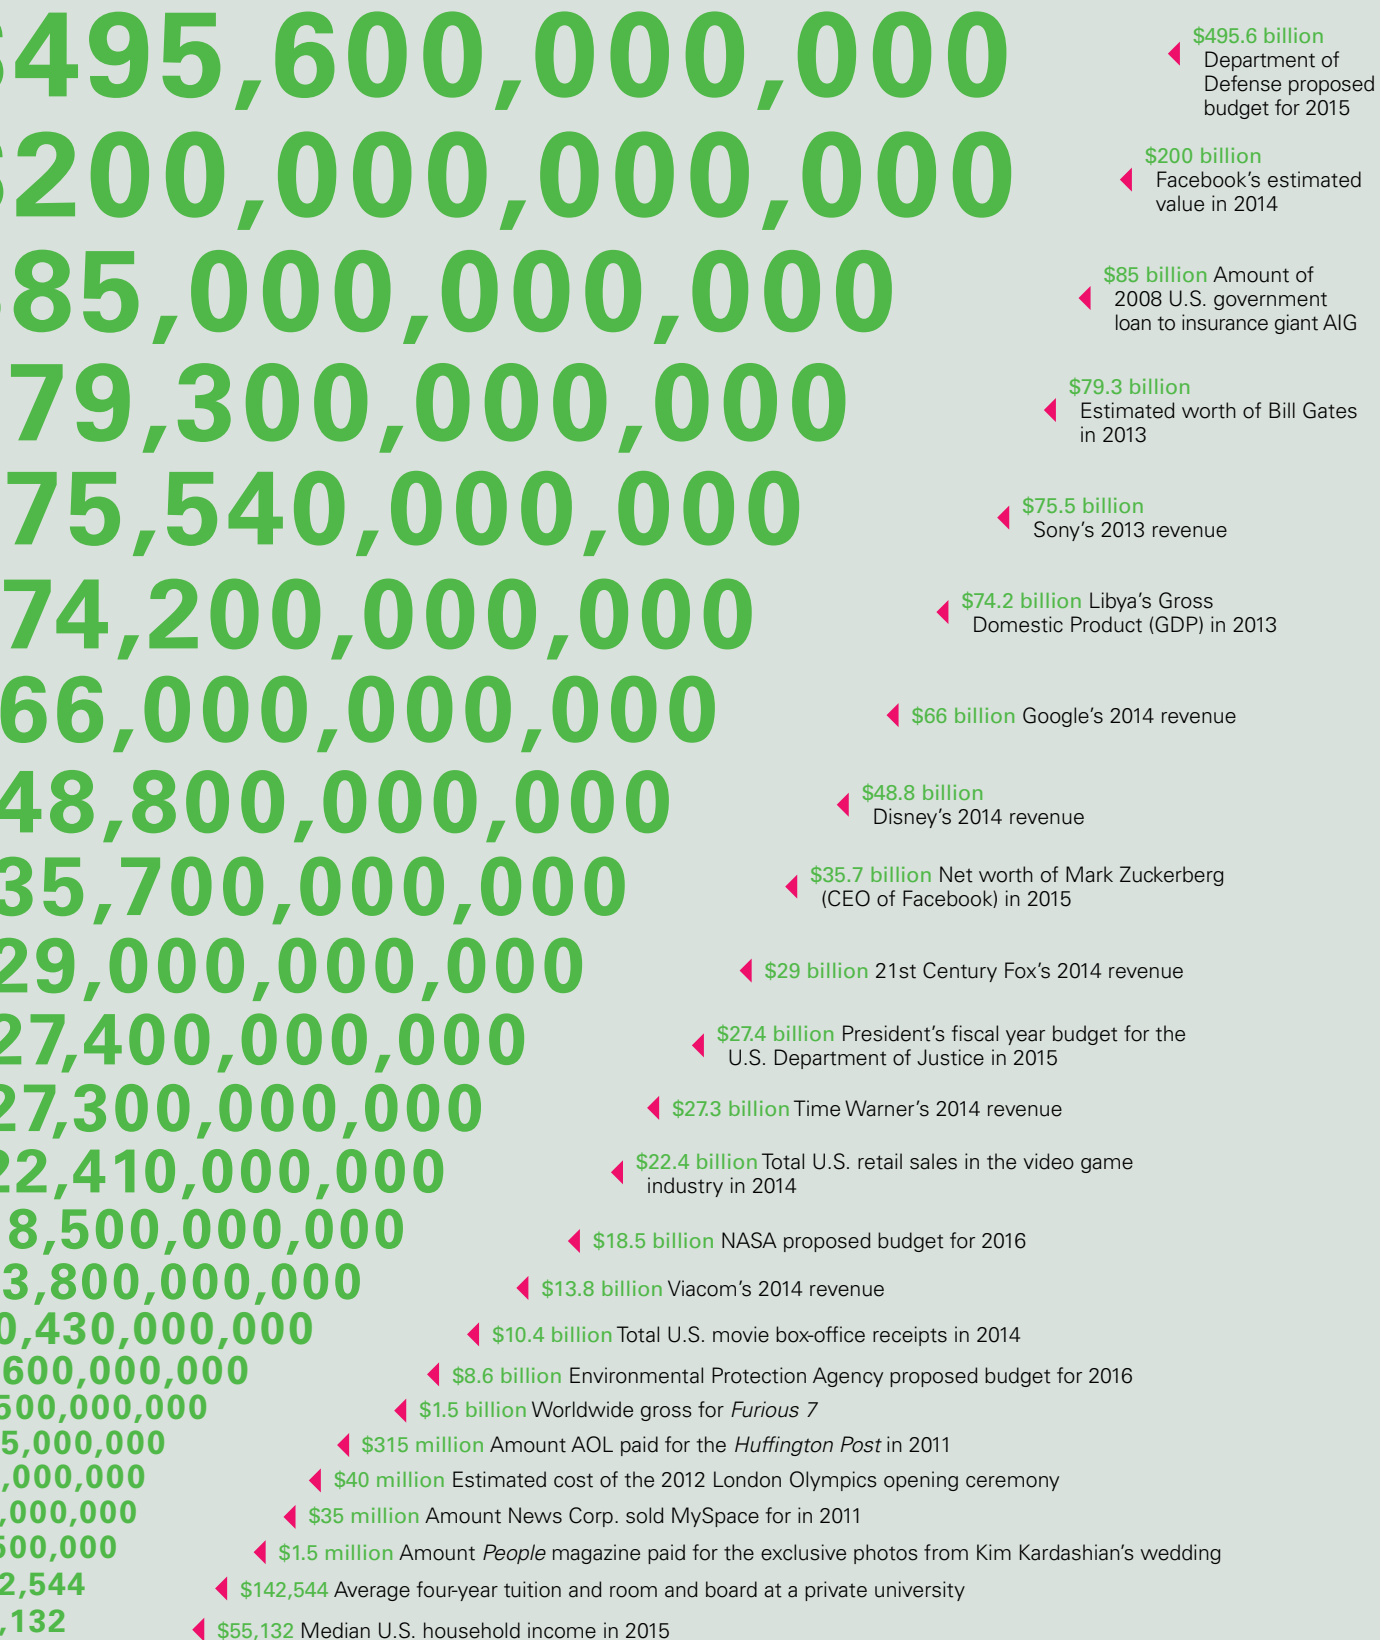 $495,600,000,000
$495.6 billion
Department of
Defense proposed
budget for 2015
$200,000,000,000
$200 billion
Facebook's estimated
value in 2014
85,000,000,000
$85 billion Amount of
2008 U.S. government
loan to insurance giant AIG
79,300,000,000
$79.3 billion
Estimated worth of Bill Gates
in 2013
75,540,000,000
$75.5 billion
Sony's 2013 revenue
74,200,000,000
$74.2 billion Libya's Gross
Domestic Product (GDP) in 2013
66,000,000,000
$66 billion Google's 2014 revenue
48,800,000,000
$48.8 billion
Disney's 2014 revenue
35,700,000,000
$35.7 billion Net worth of Mark Zuckerberg
(CEO of Facebook) in 2015
29,000,000,000
$29 billion 21st Century Fox's 2014 revenue
27,400,000,000
$27.4 billion President's fiscal year budget for the
U.S. Department of Justice in 2015
27,300,000,000
$27.3 billion Time Warner's 2014 revenue
22,410,000,000
$22.4 billion Total U.S. retail sales in the video game
industry in 2014
8,500,000,000
$18.5 billion NASA proposed budget for 2016
3,800,000,000
$13.8 billion Viacom's 2014 revenue
0,430,000,000
$10.4 billion Total U.S. movie box-office receipts in 2014
600,000,000
$8.6 billion Environmental Protection Agency proposed budget for 2016
500,000,000
$1.5 billion Worldwide gross for Furious 7
5,000,000
$315 million Amount AOL paid for the Huffington Post in 2011
,000,000
$40 million Estimated cost of the 2012 London Olympics opening ceremony
,000,000
$35 million Amount News Corp. sold MySpace for in 2011
500,000
$1.5 million Amount People magazine paid for the exclusive photos from Kim Kardashian's wedding
2,544
$142,544 Average four-year tuition and room and board at a private university
,132
$55,132 Median U.S. household income in 2015